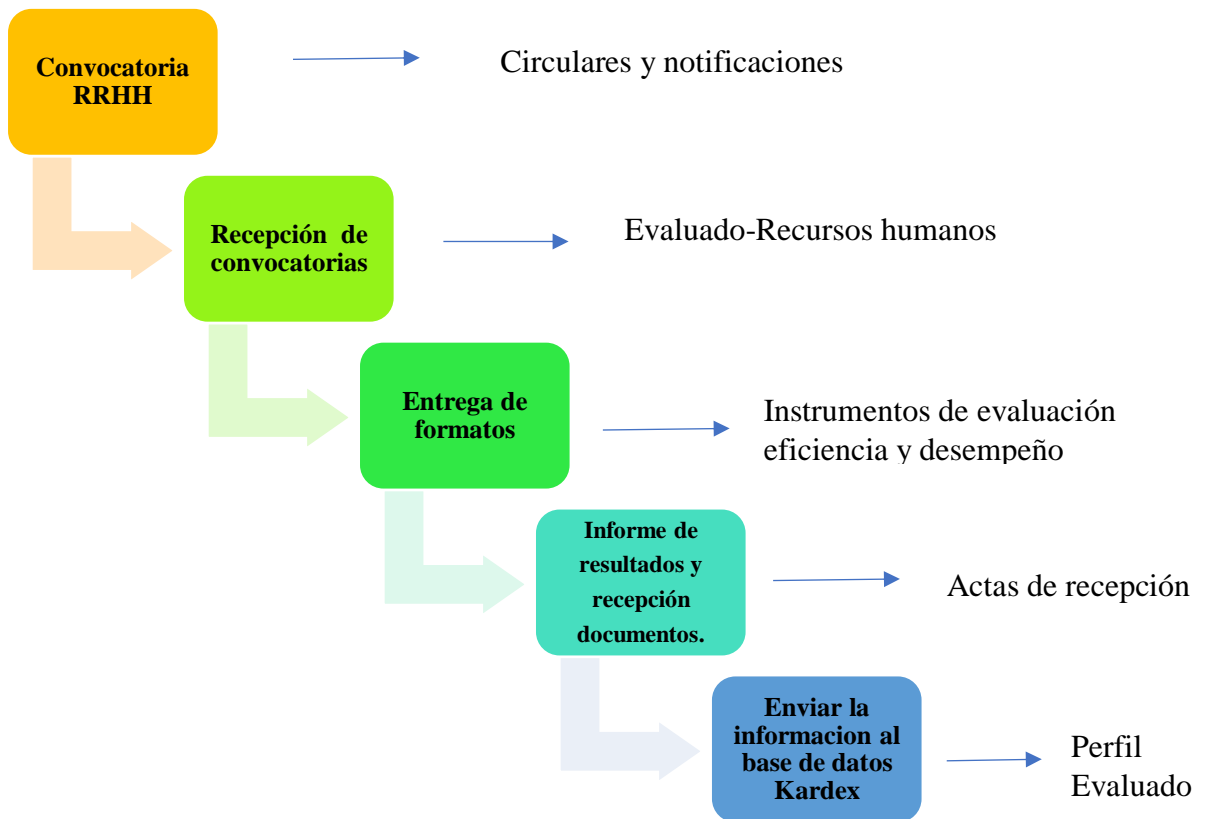 Convocatoria
RRHH
Circulares y notificaciones
Recepción de
convocatorias
Evaluado-Recursos humanos
Entrega de
formatos
Instrumentos de evaluación
eficiencia y desempeño
Informe de
resultados y
recepción
documentos.
Actas de recepción
Enviar la
informacion al
base de datos
Kardex
Perfil
Evaluado